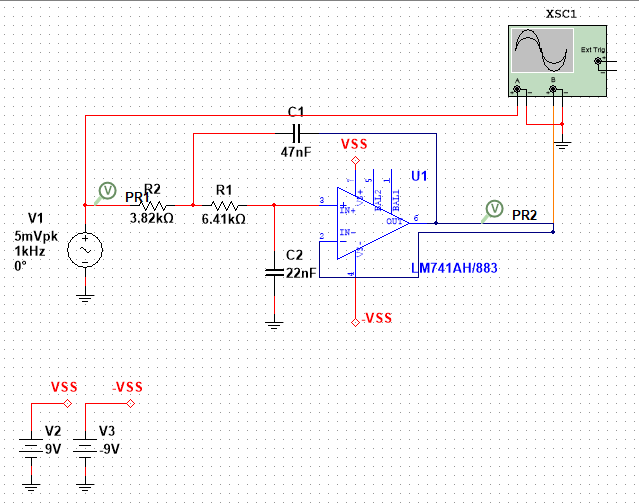 XSC1
Ext Trig
+
-
A
B
+ - + -
C1
47nF
VSS
U1
7 5 1
VS+
BAL2
BAL1
V
PR1
R2
3.82kΩ
R1
6.41kΩ
3
+
IN+
OUT
6
V
PR2
V1
5mVpk
1kHz
0°
+
-
2
IN-
-
VS-
4
C2
22nF
LM741AH/883
-VSS
VSS
-VSS
V2
9V
V3
-9V